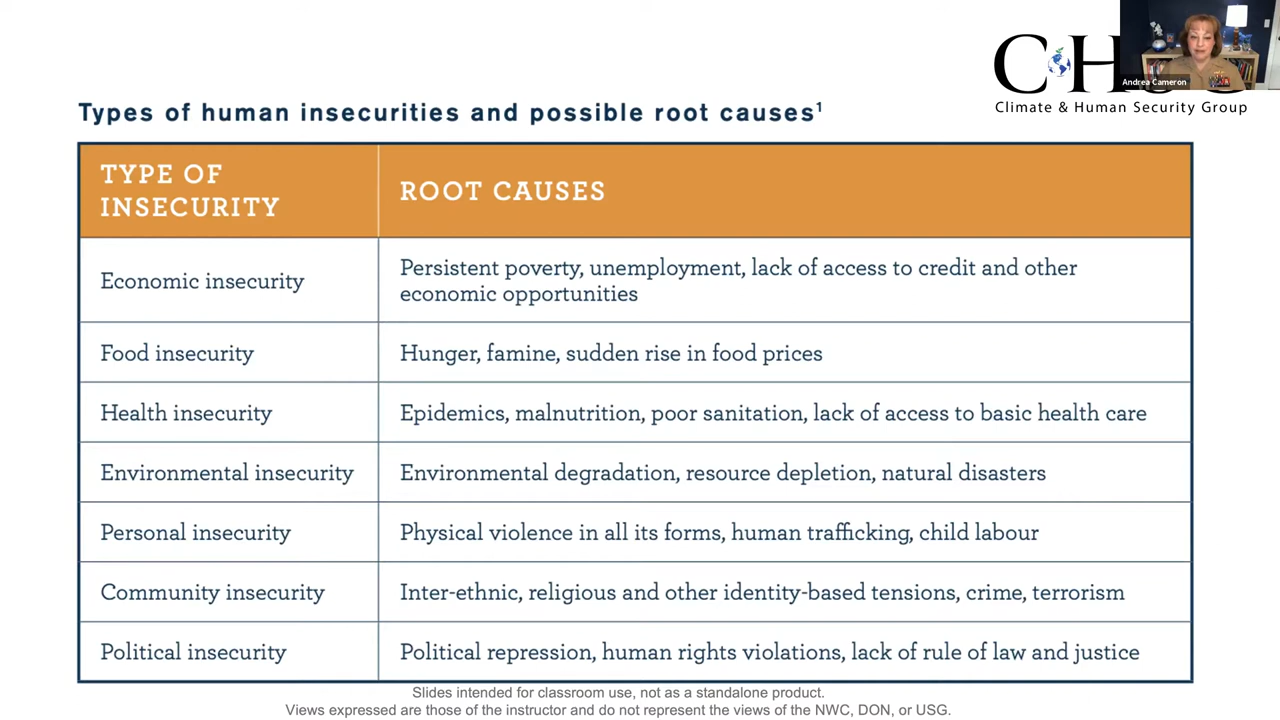 Andrea Cameron
Climate & Human Security Group
Types of human insecurities and possible root causes¹
TYPE OF
INSECURITY
ROOT CAUSES
Economic insecurity
Persistent poverty, unemployment, lack of access to credit and other
economic opportunities
Food insecurity
Hunger, famine, sudden rise in food prices
Health insecurity
Epidemics, malnutrition, poor sanitation, lack of access to basic health care
Environmental insecurity
Environmental degradation, resource depletion, natural disasters
Personal insecurity
Physical violence in all its forms, human trafficking, child labour
Community insecurity
Inter-ethnic, religious and other identity-based tensions, crime, terrorism
Political insecurity
Political repression, human rights violations, lack of rule of law and justice
Slides intended for classroom use, not as a standalone product.
Views expressed are those of the instructor and do not represent the views of the NWC, DON, or USG.